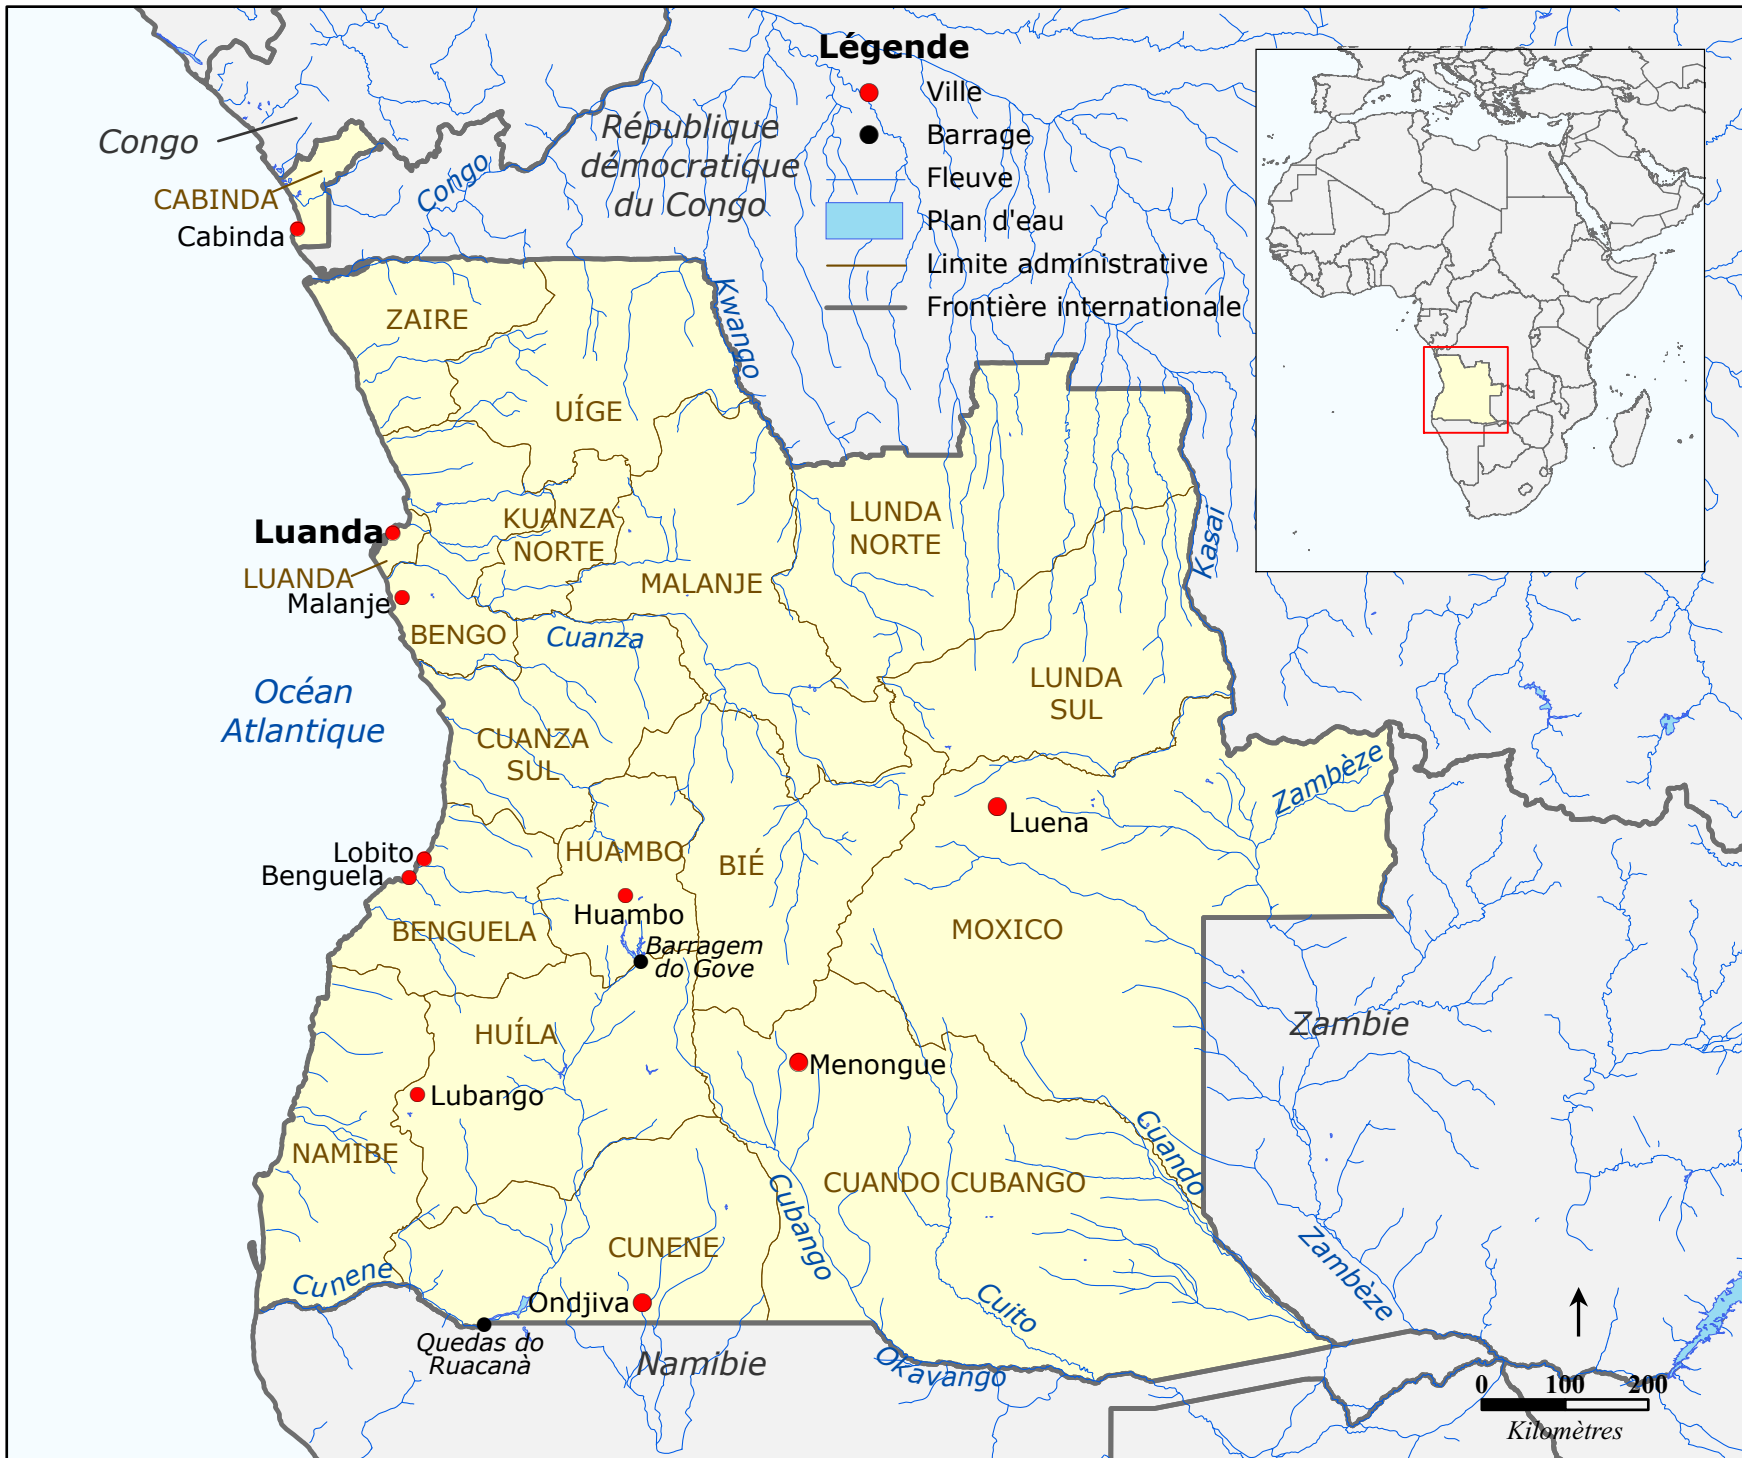 Légende
Ville
Barrage
Fleuve
Plan d'eau
Limite administrative
Frontière internationale
Congo
République
démocratique
du Congo
Congo
CABINDA
Cabinda
Kwango
ZAIRE
UÍGE
Luanda
KUANZA
NORTE
LUNDA
NORTE
Kasai
LUANDA
Malanje
MALANJE
BENGO
Cuanza
Océan
Atlantique
LUNDA
SUL
CUANZA
SUL
Zambèze
Luena
Lobito
Benguela
HUAMBO
BIÉ
Huambo
BENGUELA
MOXICO
Barragem
do Gove
HUÍLA
Zambie
Menongue
Lubango
NAMIBE
Cuando
CUANDO CUBANGO
Cubango
CUNENE
Cunene
Zambèze
Ondjiva
Cuito
Quedas do
Ruacanà
Namibie
Okavango
0 100 200
Kilomètres